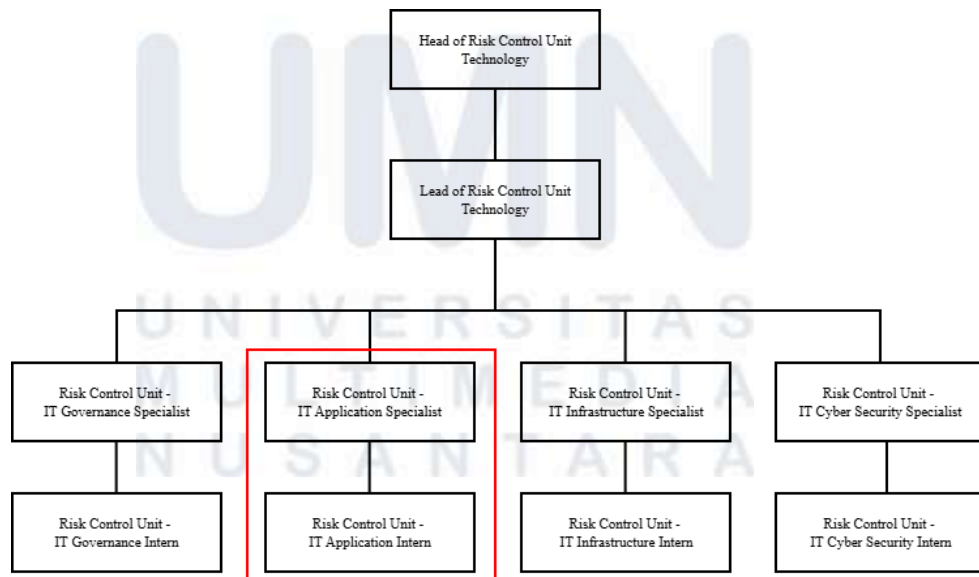 Head of Risk Control Unit
Technology
Lead of Risk Control Unit
Technology
Risk Control Unit -
IT Governance Specialist
Risk Control Unit -
IT Application Specialist
Risk Control Unit -
IT Infrastructure Specialist
Risk Control Unit -
IT Cyber Security Specialist
Risk Control Unit -
IT Governance Intern
Risk Control Unit -
IT Application Intern
Risk Control Unit -
IT Infrastructure Intern
Risk Control Unit -
IT Cyber Security Intern
UMN
UNIVERSITAS
MULTIMEDIA
NUSANTARA